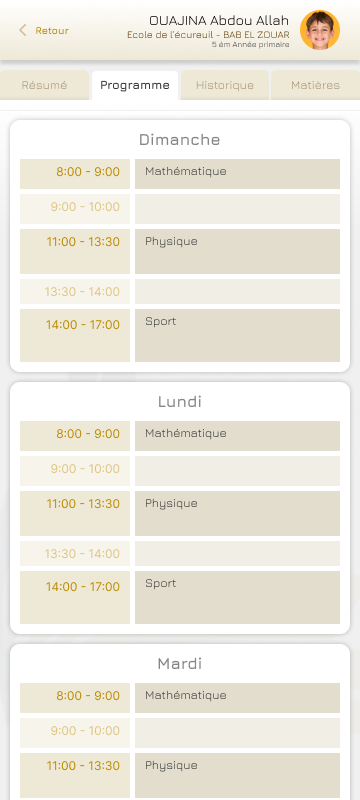 Retour
OUAJINA Abdou Allah
Ecole de l'écureuil - BAB EL ZOUAR
5 ém Année primaire
Résumé
Programme
Historique
Matières
Dimanche
8:00 - 9:00 Mathématique
9:00 - 10:00
11:00 - 13:30 Physique
13:30 - 14:00
14:00 - 17:00 Sport
Lundi
8:00 - 9:00 Mathématique
9:00 - 10:00
11:00 - 13:30 Physique
13:30 - 14:00
14:00 - 17:00 Sport
Mardi
8:00 - 9:00 Mathématique
9:00 - 10:00
11:00 - 13:30 Physique